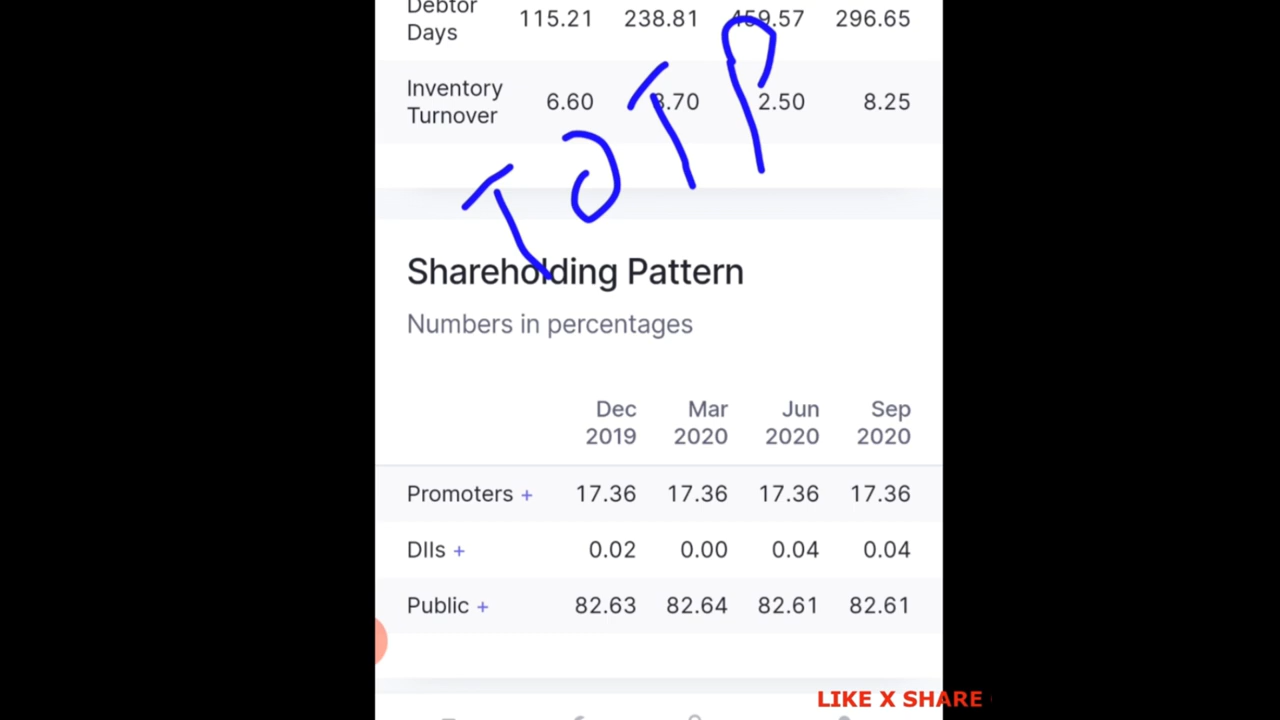 Debtor Days 115.21 238.81 459.57 296.65
Inventory Turnover 6.60 3.70 2.50 8.25
TOTP
Shareholding Pattern
Numbers in percentages
Dec 2019 Mar 2020 Jun 2020 Sep 2020
Promoters + 17.36 17.36 17.36 17.36
DIIs + 0.02 0.00 0.04 0.04
Public + 82.63 82.64 82.61 82.61
LIKE X SHARE